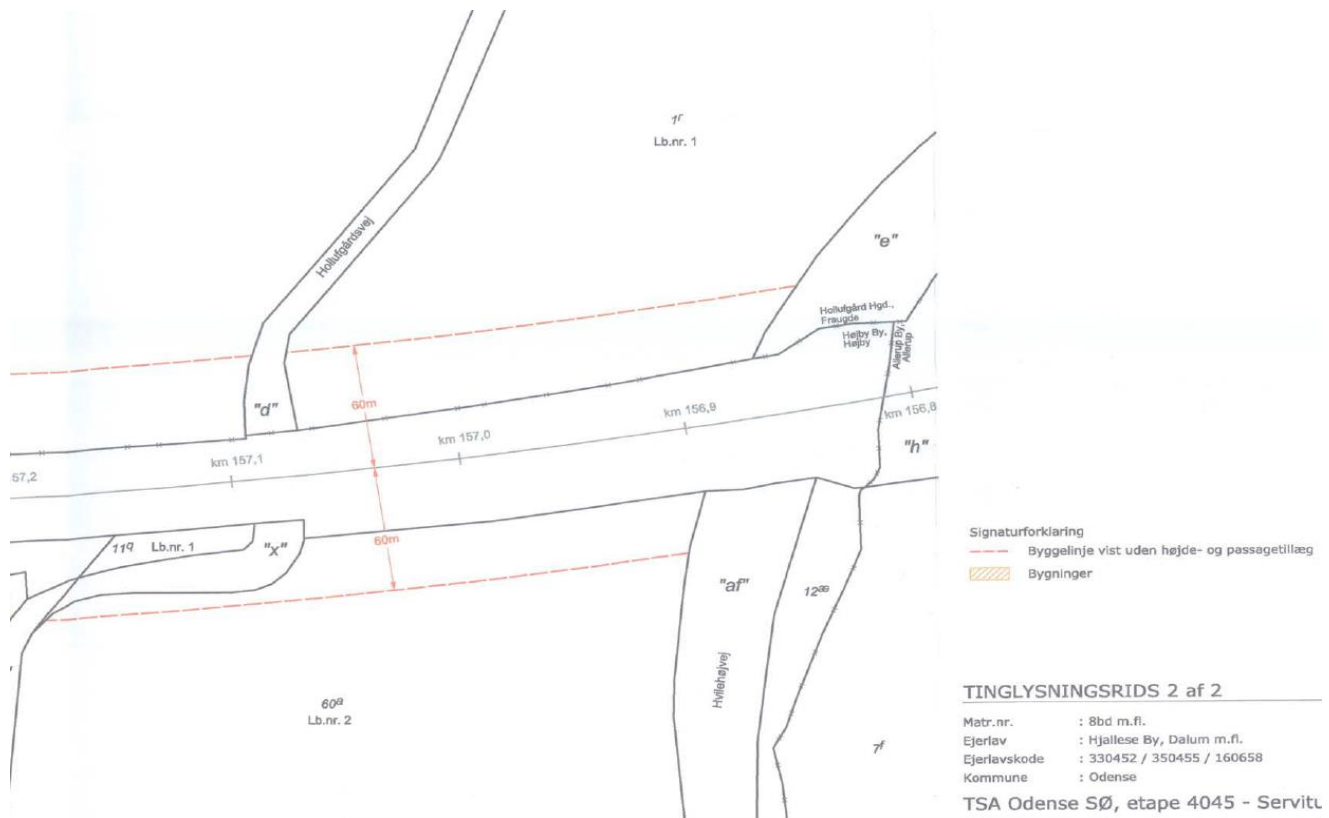 1r
Lb.nr. 1
"e"
Hollufgårdsvej
Hollufgård Hgd.,
Fraugde
Højby By,
Højby
Allerup By,
Allerup
60m
"d"
km 156,8
km 156,9
km 157,0
km 157,1
57,2
"h"
60m
11q Lb.nr. 1
"x"
"af"
12as
Hvilehøjvej
60a
Lb.nr. 2
7f
Signaturforklaring
Byggelinje vist uden højde- og passagetillæg
Bygninger
TINGLYSNINGSRIDS 2 af 2
Matr.nr. : 8bd m.fl.
Ejerlav : Hjallese By, Dalum m.fl.
Ejerlavskode : 330452 / 350455 / 160658
Kommune : Odense
TSA Odense SØ, etape 4045 - Servitu